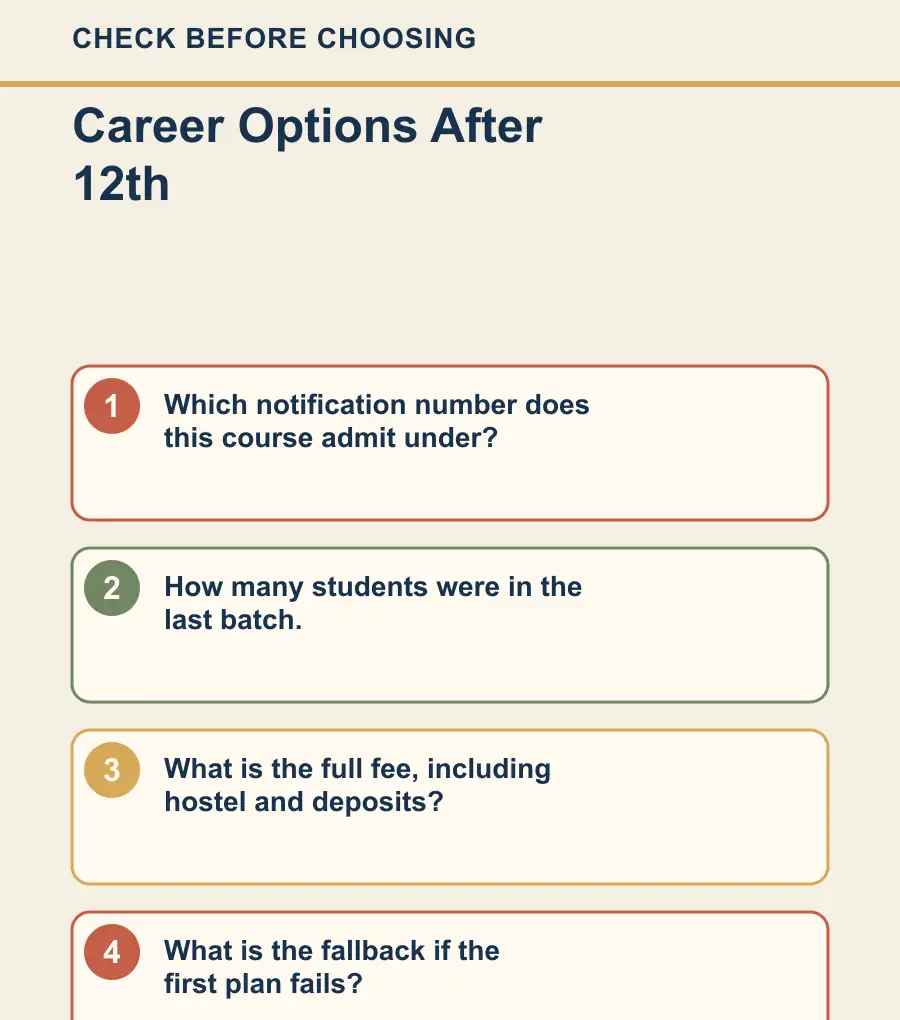 CHECK BEFORE CHOOSING
Career Options After
12th
1
Which notification number does
this course admit under?
2
How many students were in the
last batch.
3
What is the full fee, including
hostel and deposits?
4
What is the fallback if the
first plan fails?